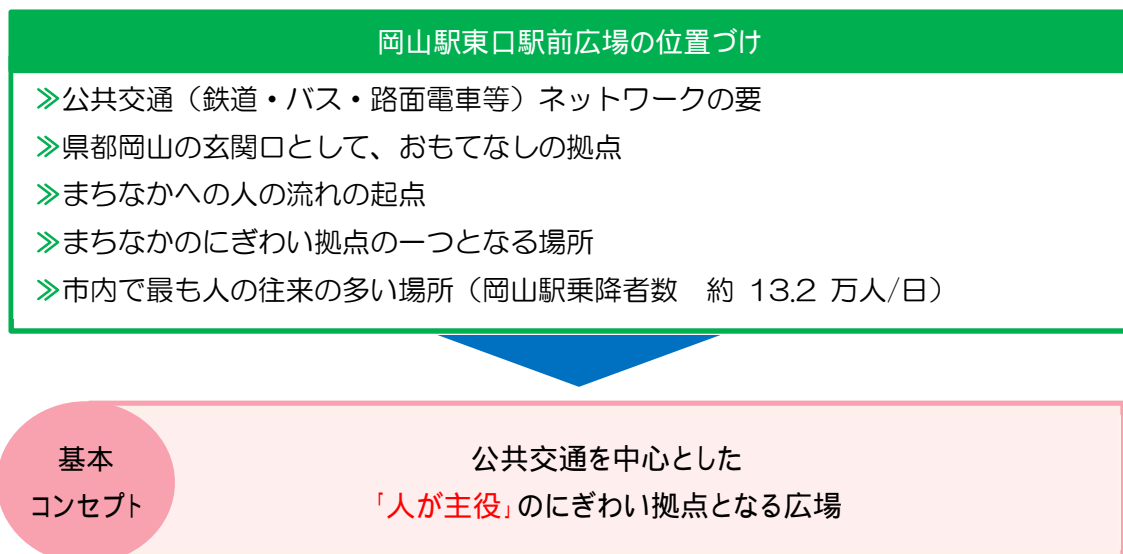 岡山駅東口駅前広場の位置づけ
≫公共交通（鉄道・バス・路面電車等）ネットワークの要
≫県都岡山の玄関口として、おもてなしの拠点
≫まちなかへの人の流れの起点
≫まちなかのにぎわい拠点の一つとなる場所
≫市内で最も人の往来の多い場所（岡山駅乗降者数　約 13.2 万人/日）
基本
コンセプト
公共交通を中心とした
「人が主役」のにぎわい拠点となる広場